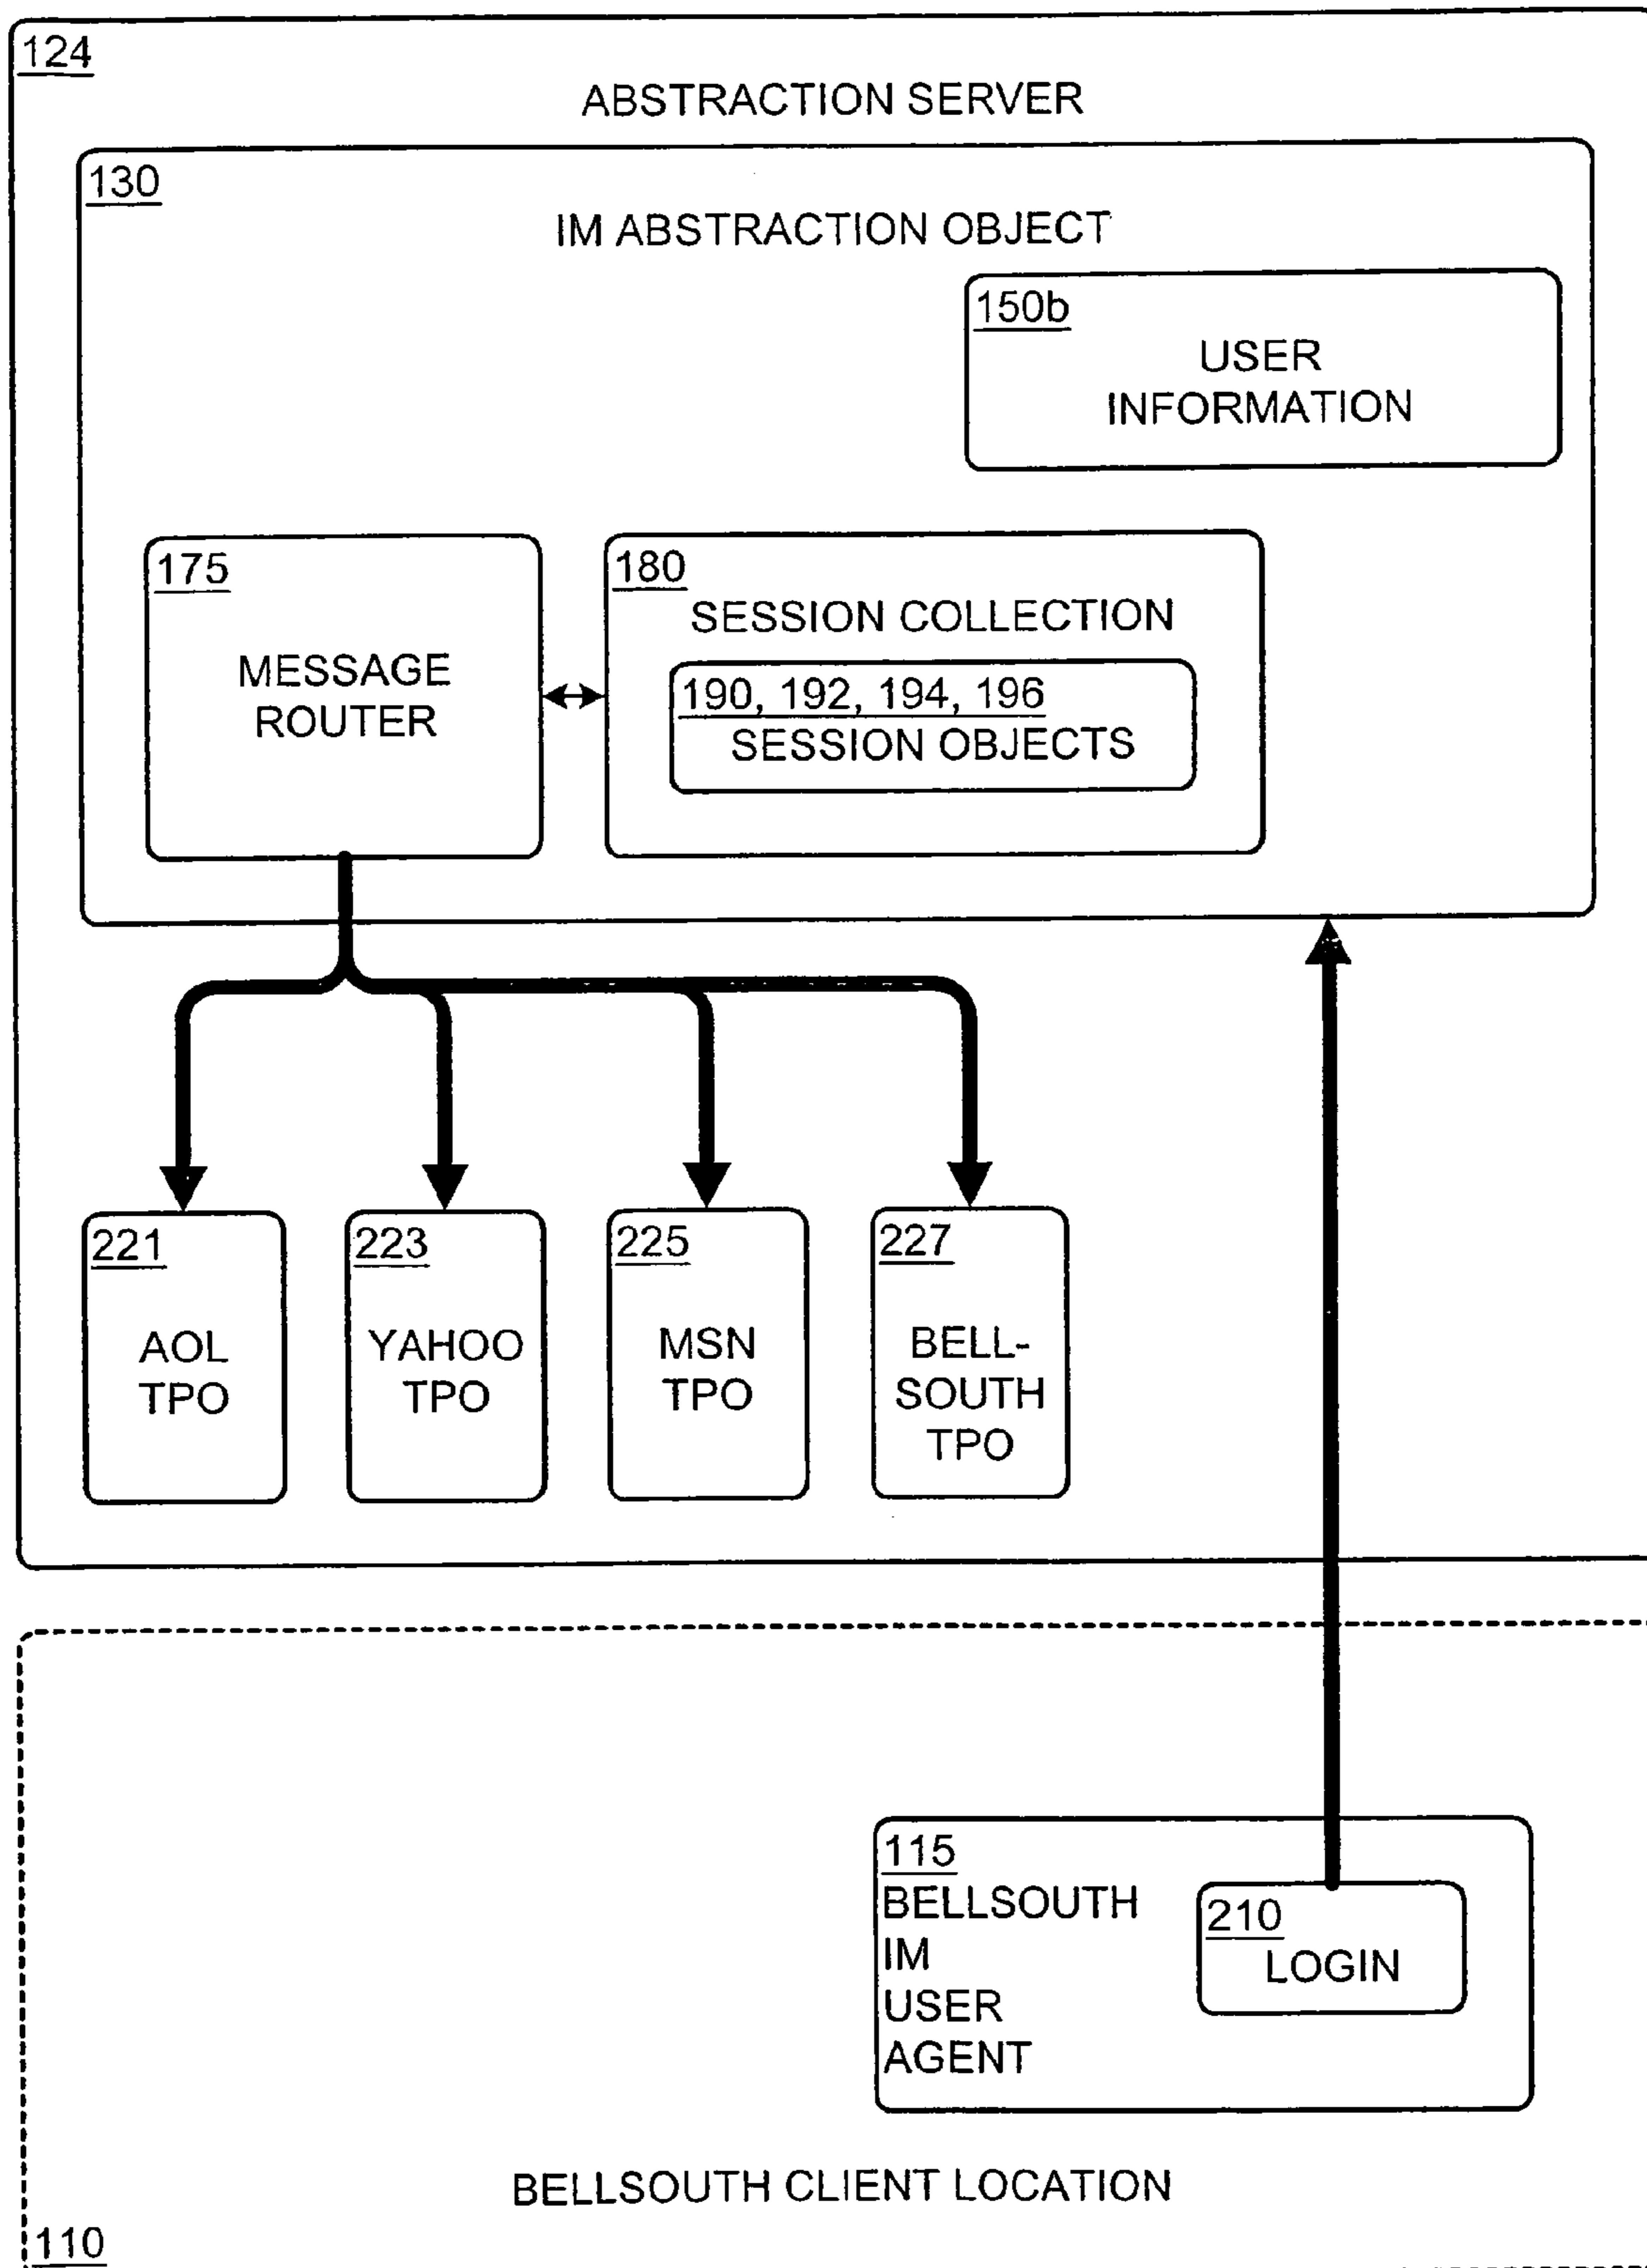 124
ABSTRACTION SERVER
130
IM ABSTRACTION OBJECT
150b
USER
INFORMATION
175
MESSAGE
ROUTER
180
SESSION COLLECTION
190, 192, 194, 196
SESSION OBJECTS
221
AOL
TPO
223
YAHOO
TPO
225
MSN
TPO
227
BELL-
SOUTH
TPO
115
BELLSOUTH
IM
USER
AGENT
210
LOGIN
BELLSOUTH CLIENT LOCATION
110